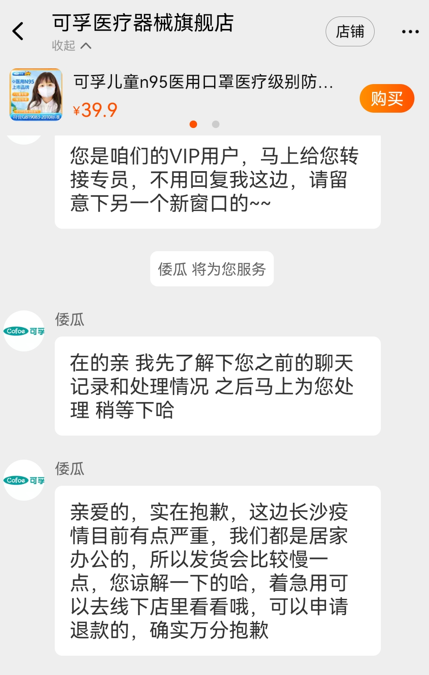 可孚医疗器械旗舰店
收起
店铺
可孚儿童n95医用口罩医疗级别防...
¥39.9
购买
您是咱们的VIP用户，马上给您转
接专员，不用回复我这边，请留
意下另一个新窗口的~~
倭瓜 将为您服务
倭瓜
Cofoe 可孚
在的亲 我先了解下您之前的聊天
记录和处理情况 之后马上为您处
理 稍等下哈
倭瓜
Cofoe 可孚
亲爱的，实在抱歉，这边长沙疫
情目前有点严重，我们都是居家
办公的，所以发货会比较慢一
点，您谅解一下的哈，着急用可
以去线下店里看看哦，可以申请
退款的，确实万分抱歉